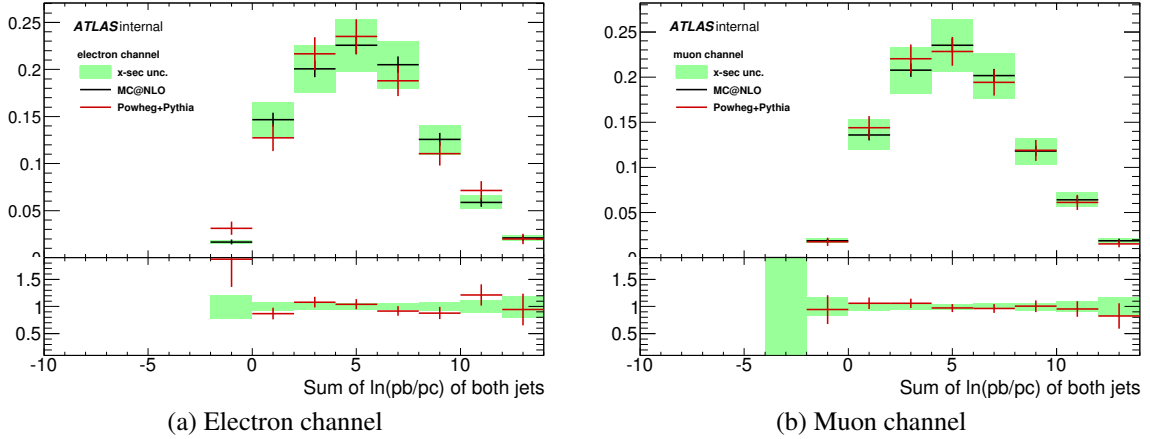 ATLAS internal
electron channel
x-sec unc.
MC@NLO
Powheg+Pythia
0.25
0.2
0.15
0.1
0.05
0
1.5
1
0.5
-10 -5 0 5 10
Sum of ln(pb/pc) of both jets
(a) Electron channel
ATLAS internal
muon channel
x-sec unc.
MC@NLO
Powheg+Pythia
0.25
0.2
0.15
0.1
0.05
0
1.5
1
0.5
-10 -5 0 5 10
Sum of ln(pb/pc) of both jets
(b) Muon channel